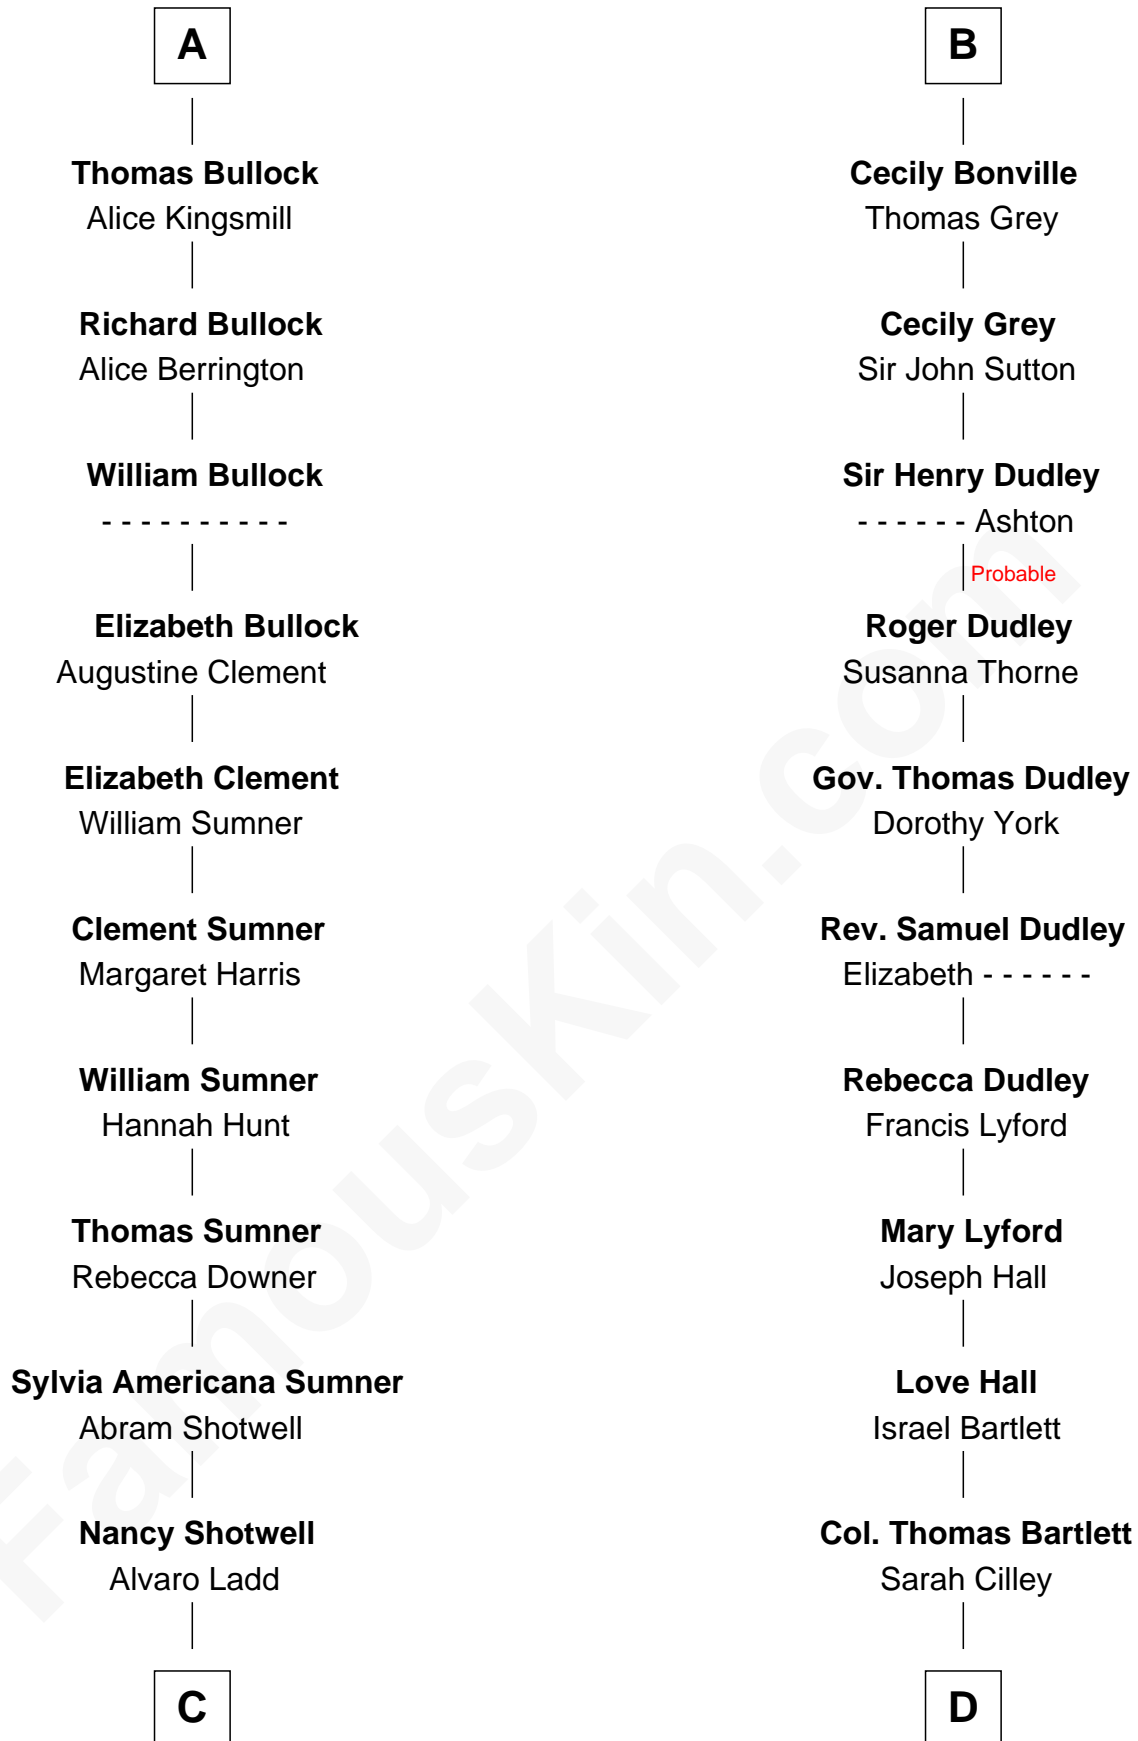 A
Thomas Bullock
Alice Kingsmill
Richard Bullock
Alice Berrington
William Bullock
- - - - - - - - - -
Elizabeth Bullock
Augustine Clement
Elizabeth Clement
William Sumner
Clement Sumner
Margaret Harris
William Sumner
Hannah Hunt
Thomas Sumner
Rebecca Downer
Sylvia Americana Sumner
Abram Shotwell
Nancy Shotwell
Alvaro Ladd
C
B
Cecily Bonville
Thomas Grey
Cecily Grey
Sir John Sutton
Sir Henry Dudley
- - - - - - Ashton
Probable
Roger Dudley
Susanna Thorne
Gov. Thomas Dudley
Dorothy York
Rev. Samuel Dudley
Elizabeth - - - - - -
Rebecca Dudley
Francis Lyford
Mary Lyford
Joseph Hall
Love Hall
Israel Bartlett
Col. Thomas Bartlett
Sarah Cilley
D
FamousKin.com